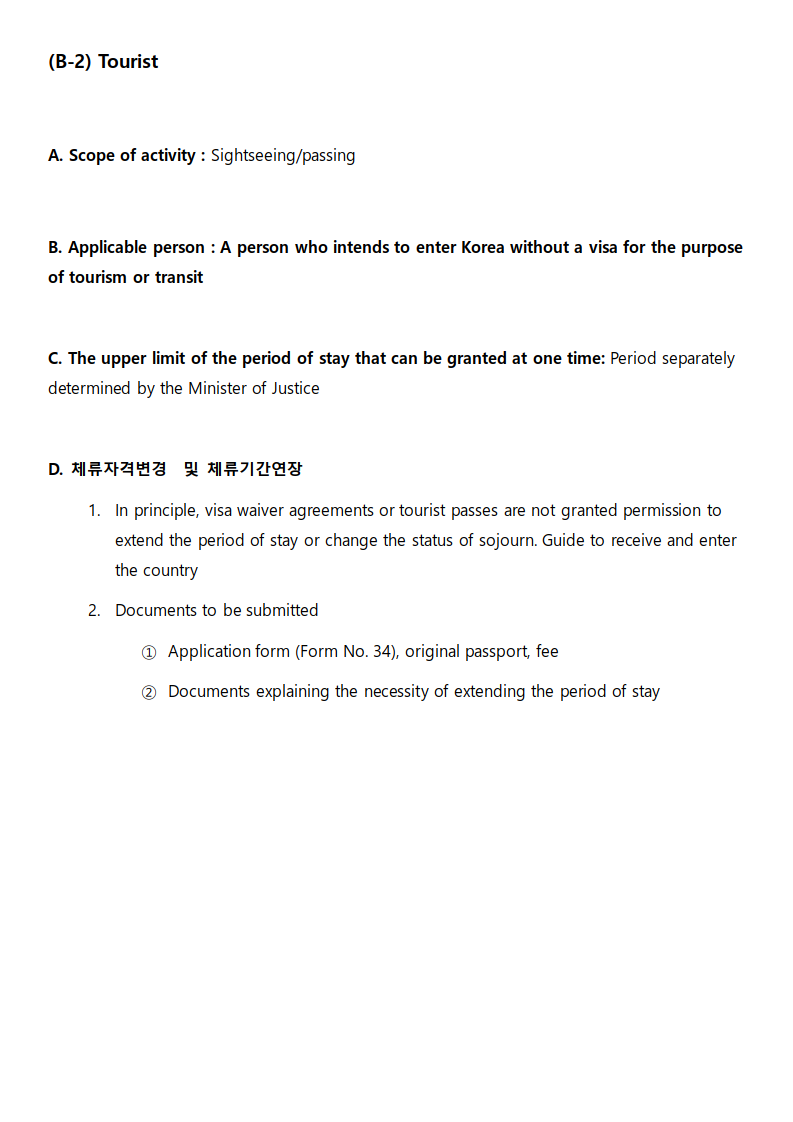 (B-2) Tourist
A. Scope of activity : Sightseeing/passing
B. Applicable person : A person who intends to enter Korea without a visa for the purpose
of tourism or transit
C. The upper limit of the period of stay that can be granted at one time: Period separately
determined by the Minister of Justice
D. 체류자격변경 및 체류기간연장
1. In principle, visa waiver agreements or tourist passes are not granted permission to
extend the period of stay or change the status of sojourn. Guide to receive and enter
the country
2. Documents to be submitted
① Application form (Form No. 34), original passport, fee
② Documents explaining the necessity of extending the period of stay